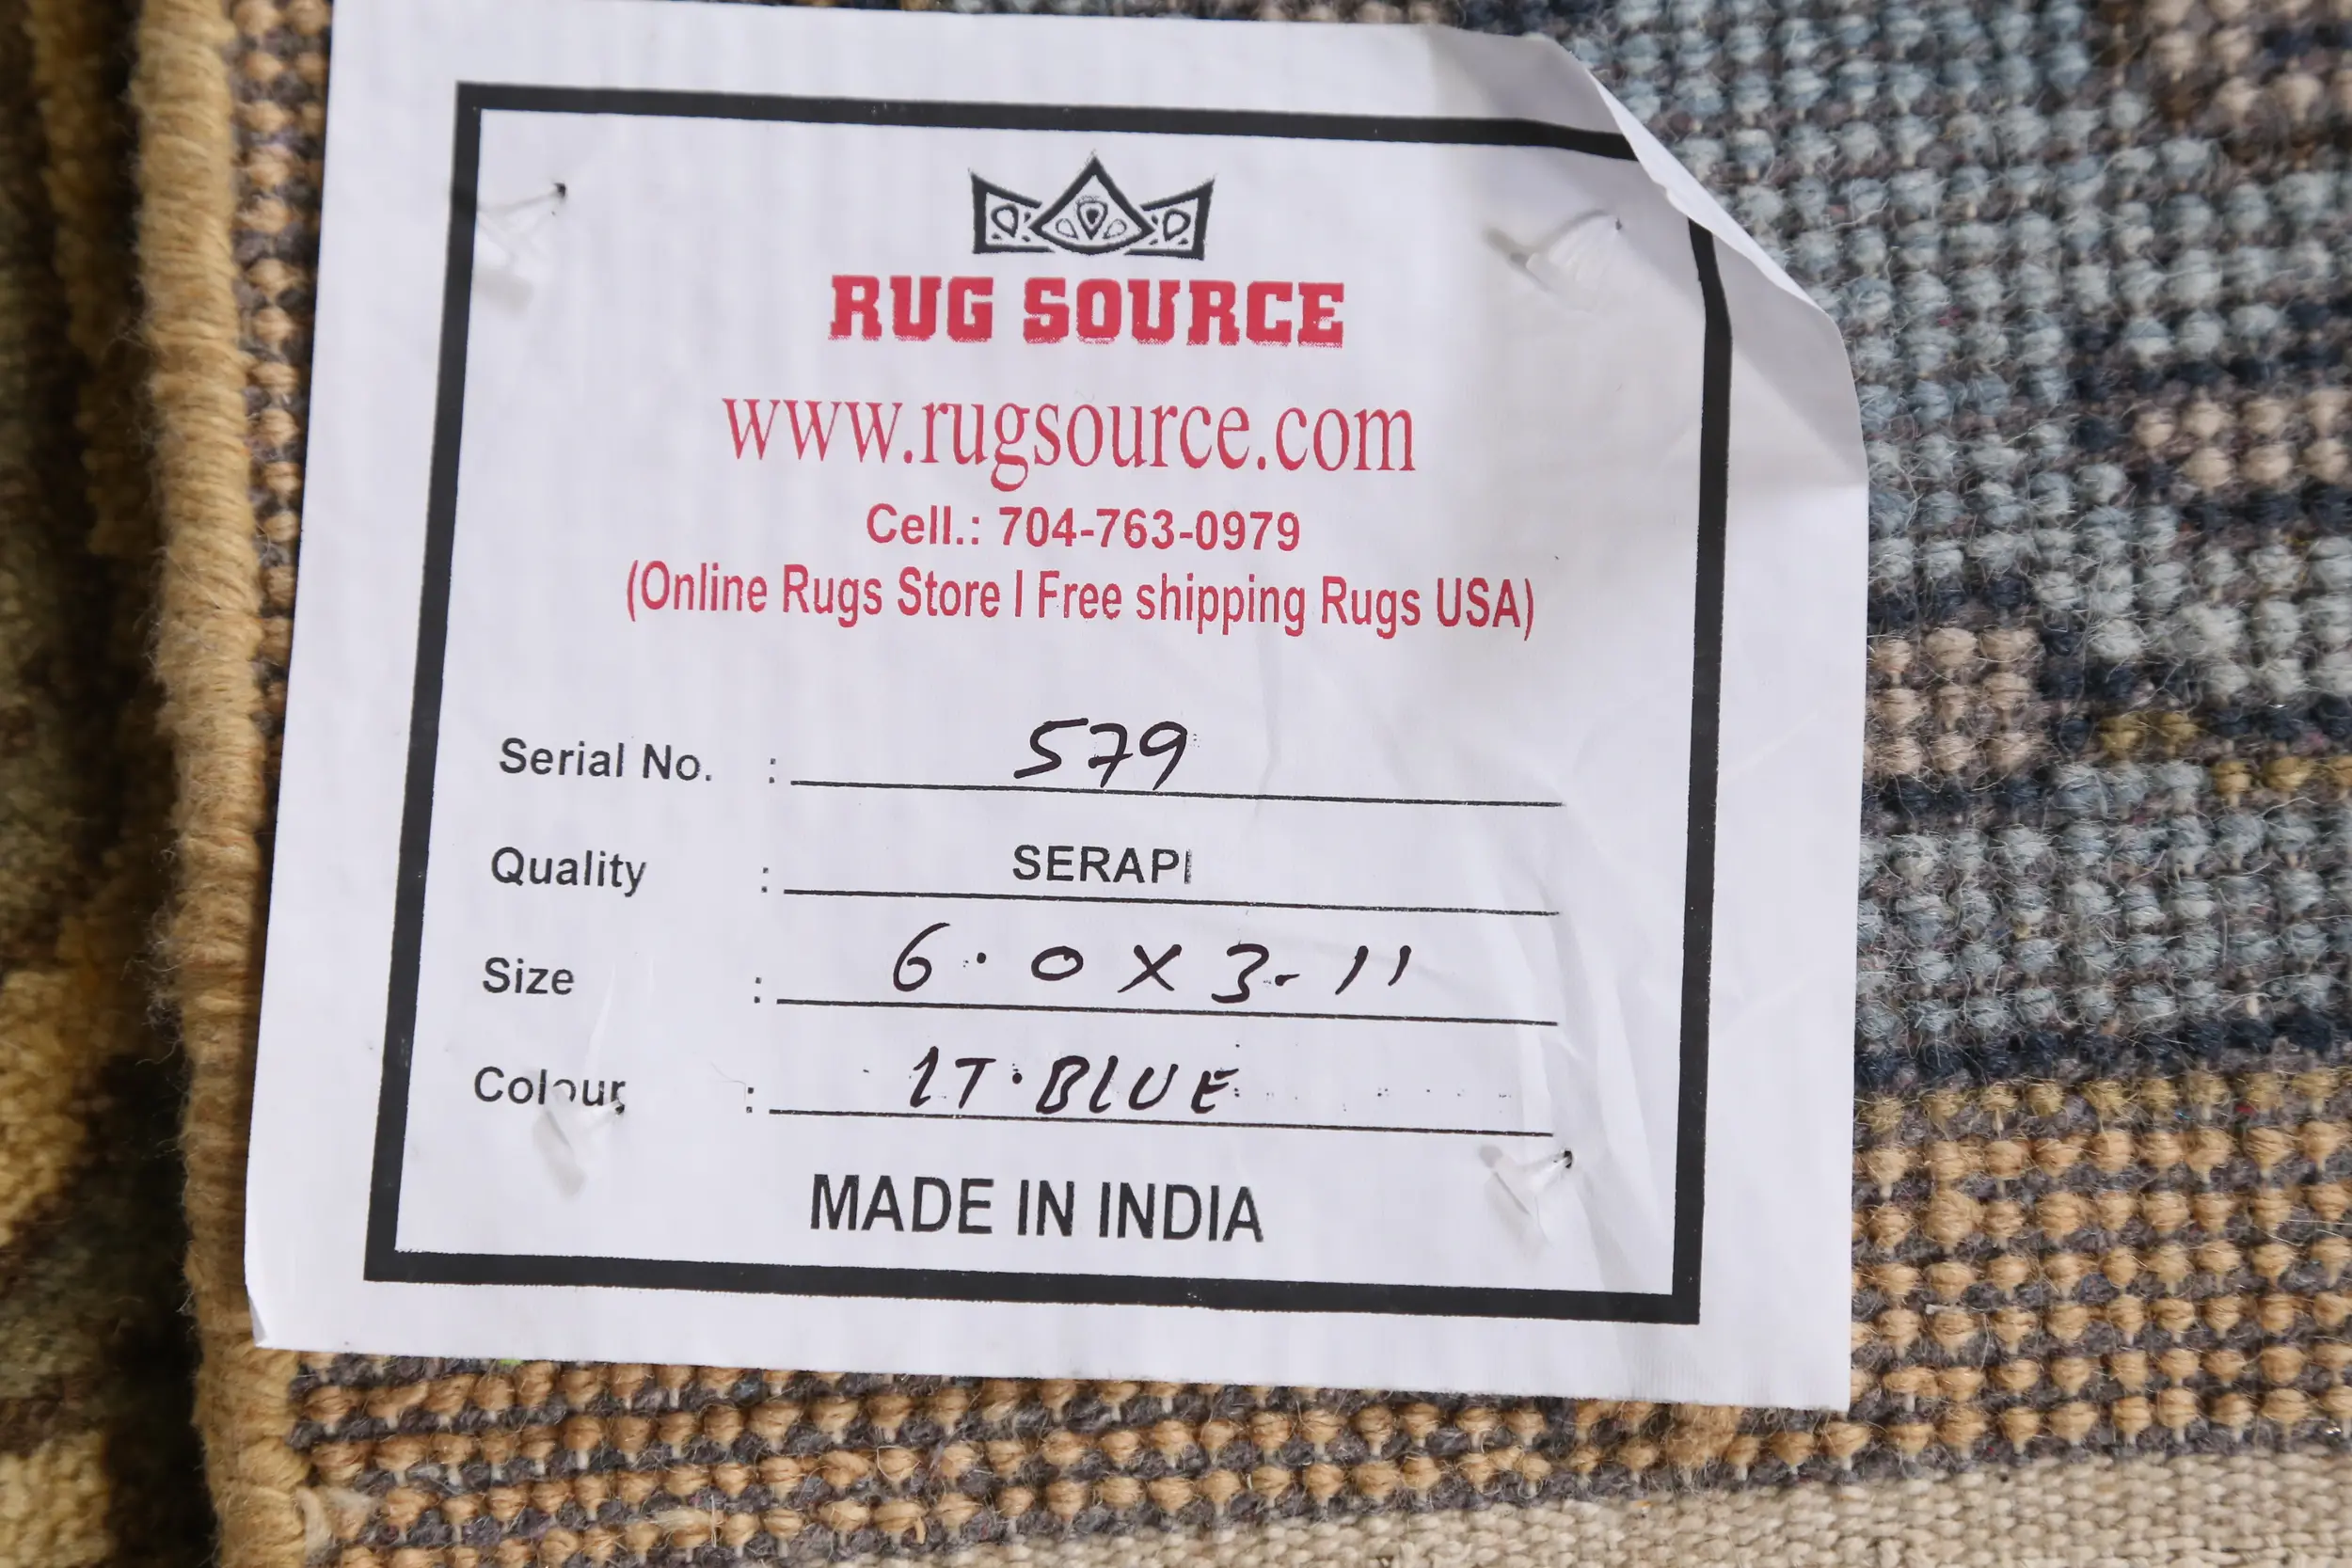 RUG SOURCE
www.rugsource.com
Cell.: 704-763-0979
(Online Rugs Store | Free shipping Rugs USA)
Serial No. : 579
Quality : SERAPI
Size : 6.0 X 3-11
Colour : LT.BLUE
MADE IN INDIA